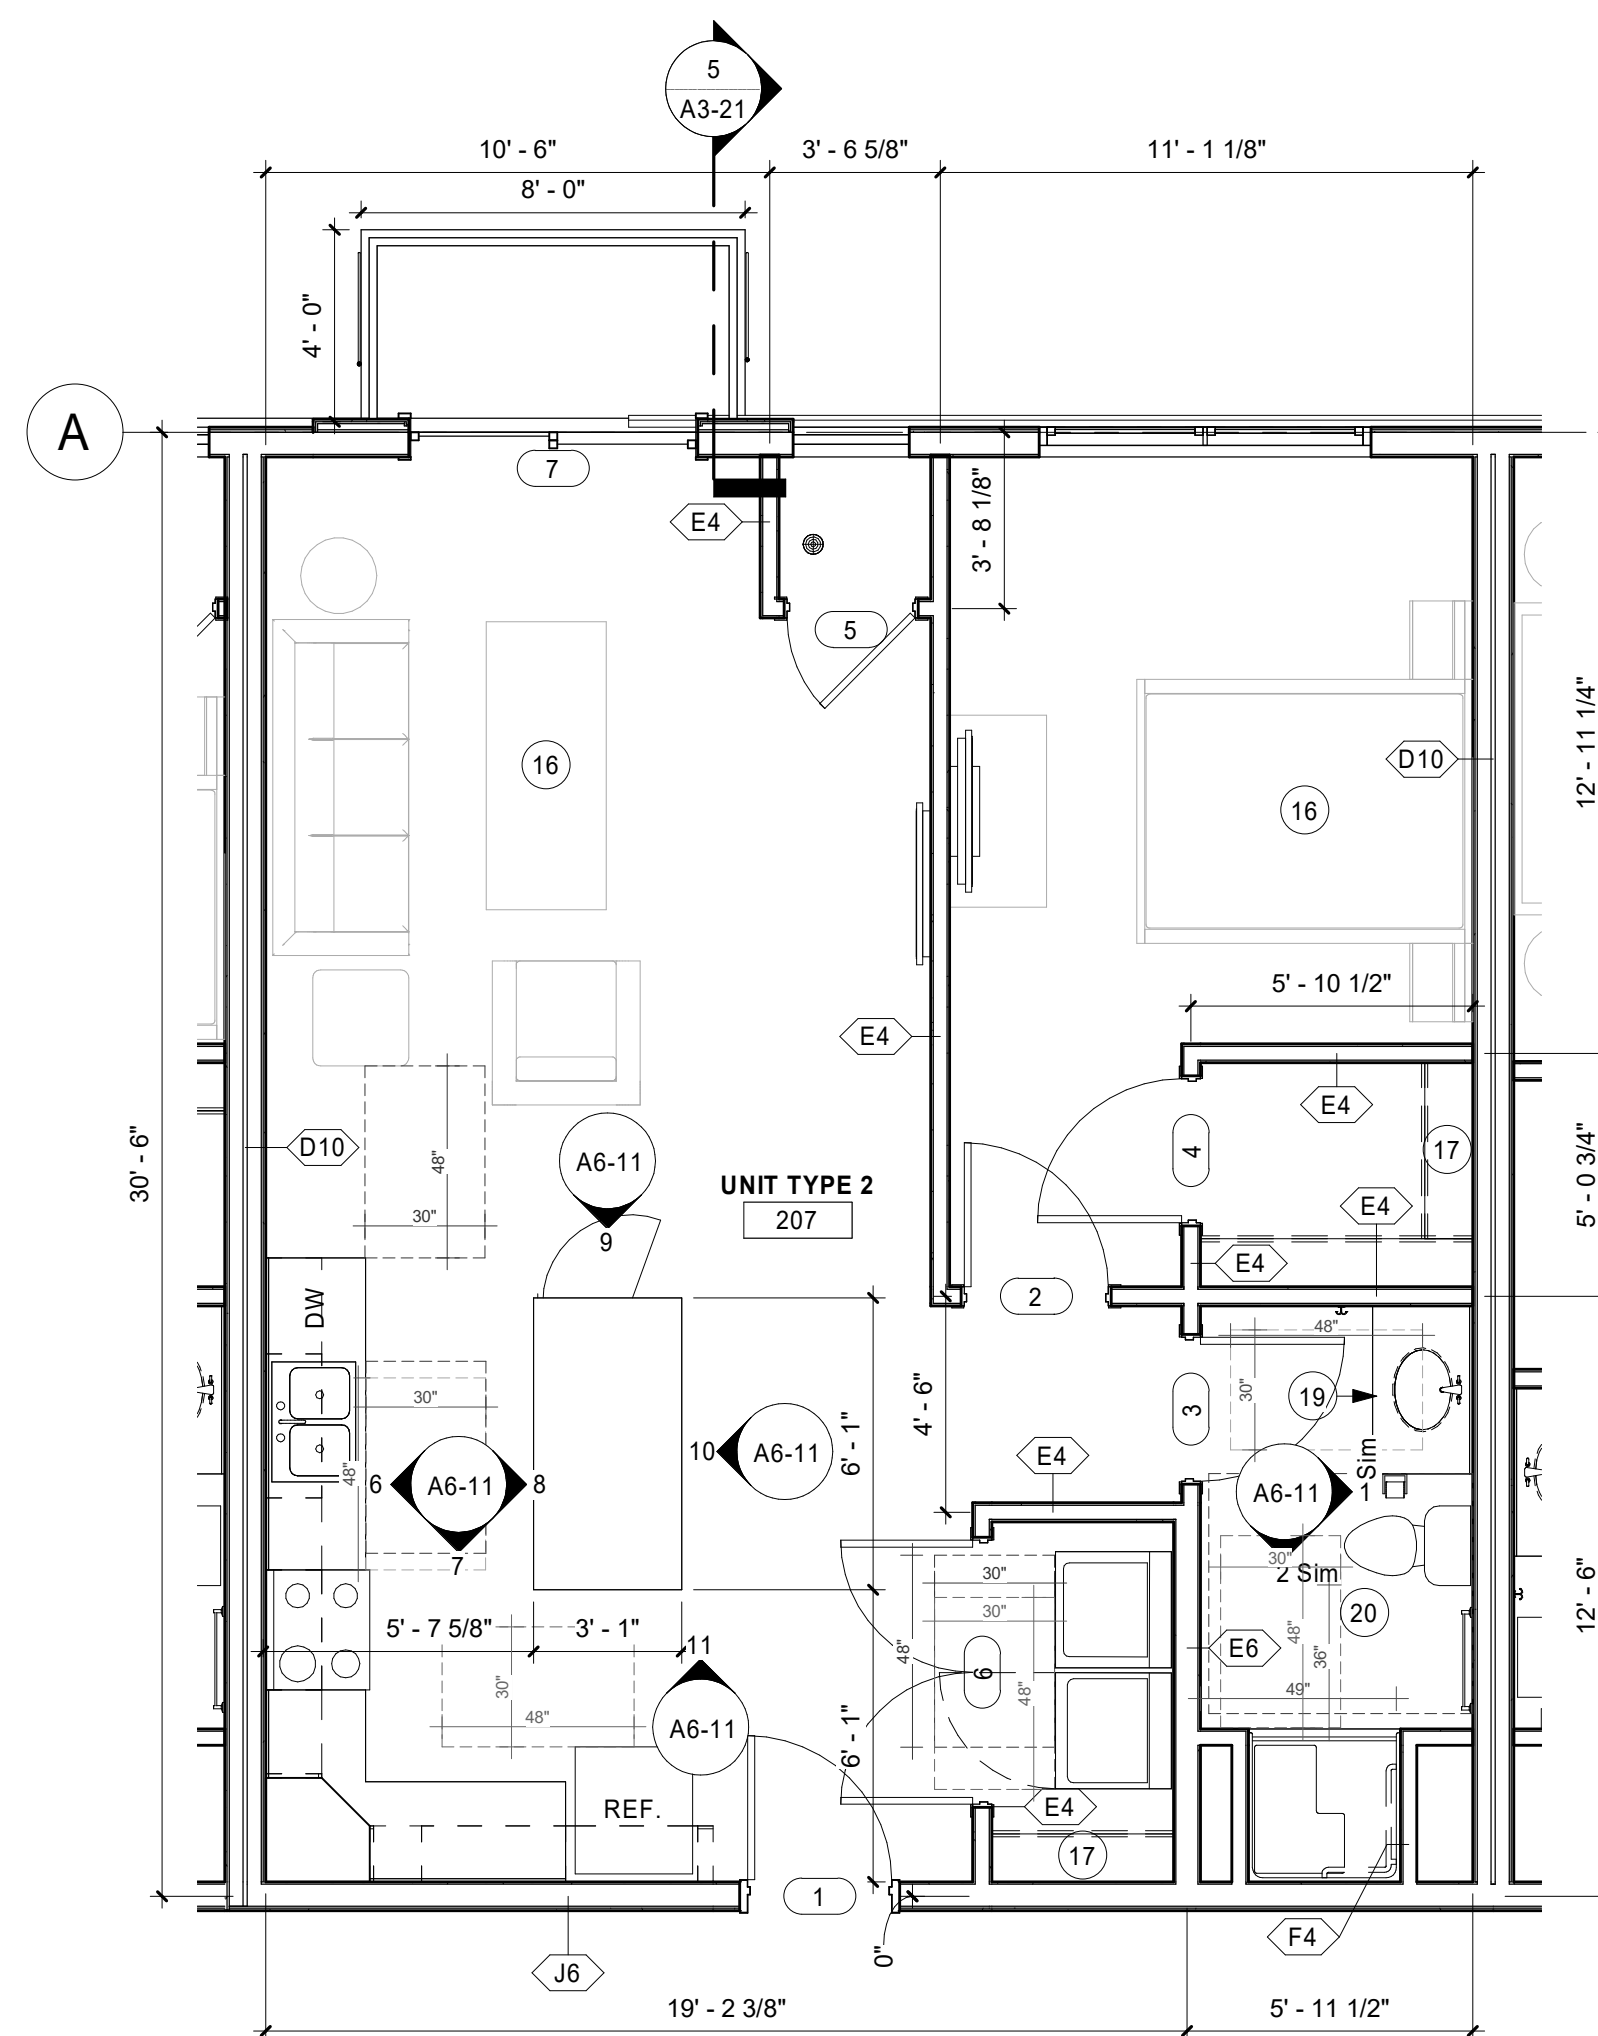 5
A3-21
10' - 6"
3' - 6 5/8"
11' - 1 1/8"
8' - 0"
4' - 0"
A
7
E4
3' - 8 1/8"
5
16
D10
16
12' - 11 1/4"
5' - 10 1/2"
E4
E4
30' - 6"
D10
48"
30"
A6-11
9
UNIT TYPE 2
207
4
17
E4
E4
5' - 0 3/4"
DW
2
48"
30"
19
3
Sim
30"
48"
6
A6-11
8
7
10
A6-11
6' - 1"
4' - 6"
E4
A6-11
1
30"
2 Sim
20
12' - 6"
30"
30"
48"
48"
6
E6
48"
36"
49"
5' - 7 5/8"
3' - 1"
11
A6-11
30"
48"
6' - 1"
REF.
E4
17
1
0"
J6
F4
19' - 2 3/8"
5' - 11 1/2"